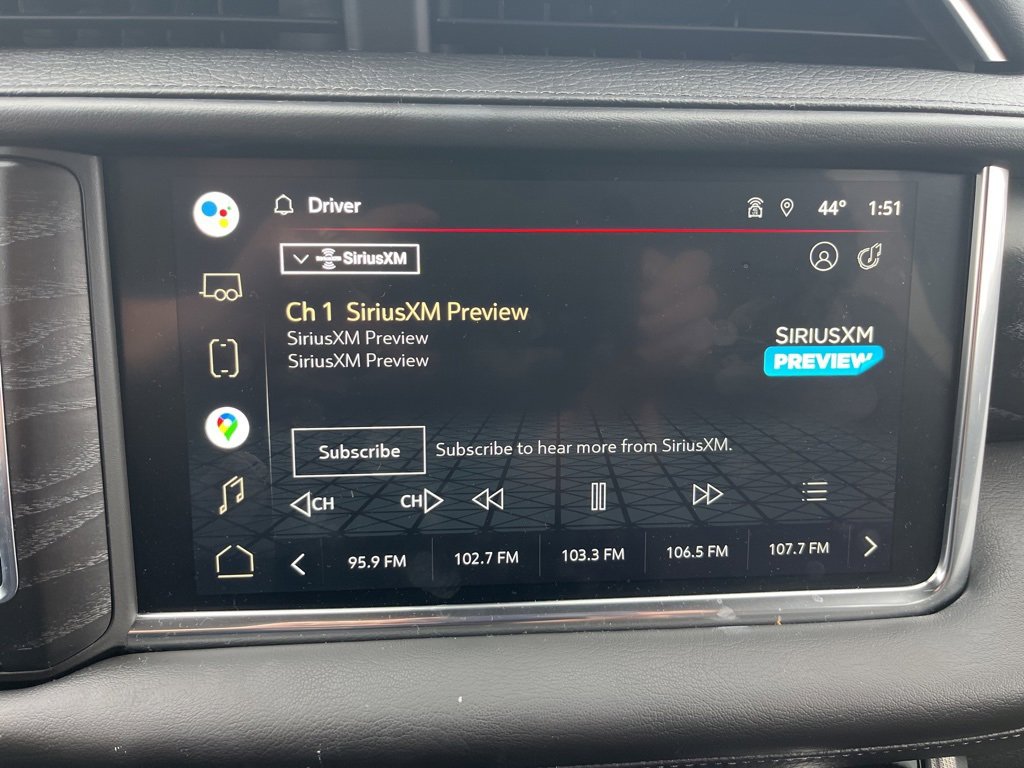 Driver
44° 1:51
SiriusXM
Ch 1 SiriusXM Preview
SiriusXM Preview
SiriusXM Preview
SIRIUSXM
PREVIEW
Subscribe Subscribe to hear more from SiriusXM.
CH CH
95.9 FM 102.7 FM 103.3 FM 106.5 FM 107.7 FM